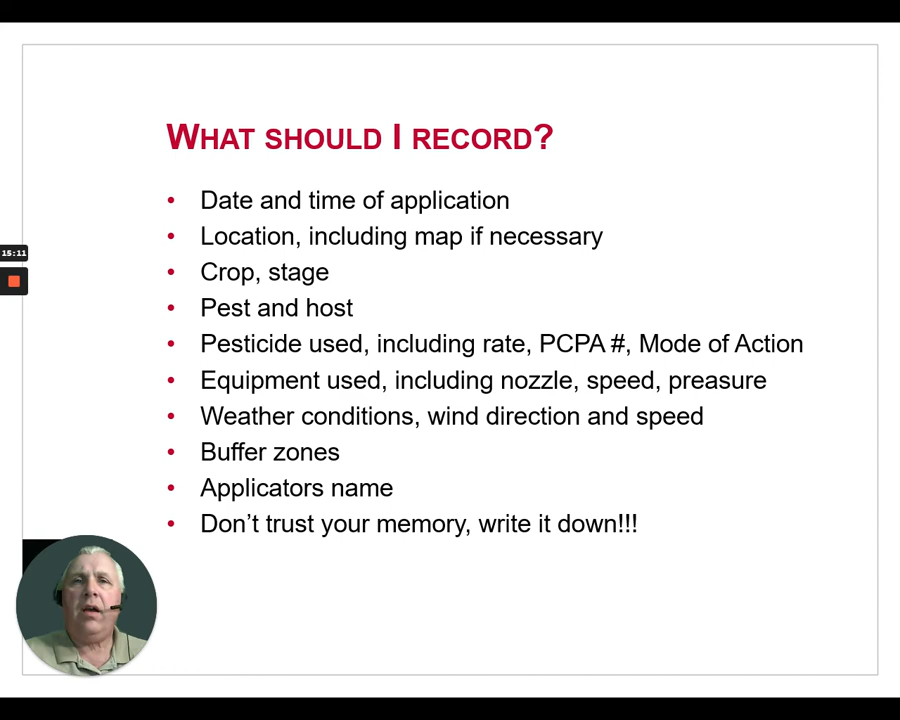 WHAT SHOULD I RECORD?
• Date and time of application
• Location, including map if necessary
15:11
• Crop, stage
• Pest and host
• Pesticide used, including rate, PCPA #, Mode of Action
• Equipment used, including nozzle, speed, preasure
• Weather conditions, wind direction and speed
• Buffer zones
• Applicators name
• Don’t trust your memory, write it down!!!